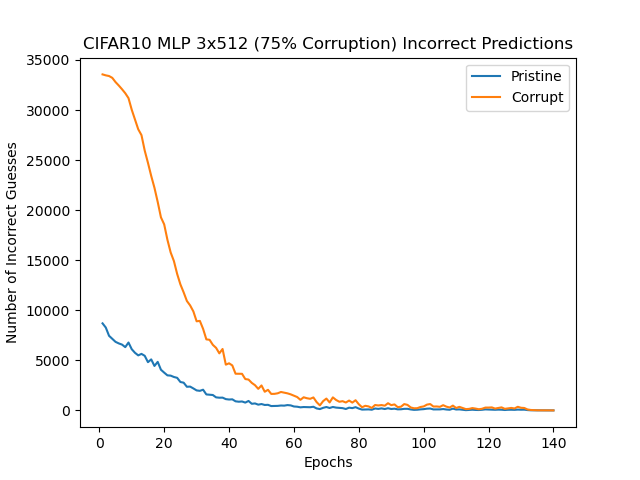 CIFAR10 MLP 3x512 (75% Corruption) Incorrect Predictions
Pristine
Corrupt
Number of Incorrect Guesses
35000
30000
25000
20000
15000
10000
5000
0
0 20 40 60 80 100 120 140
Epochs